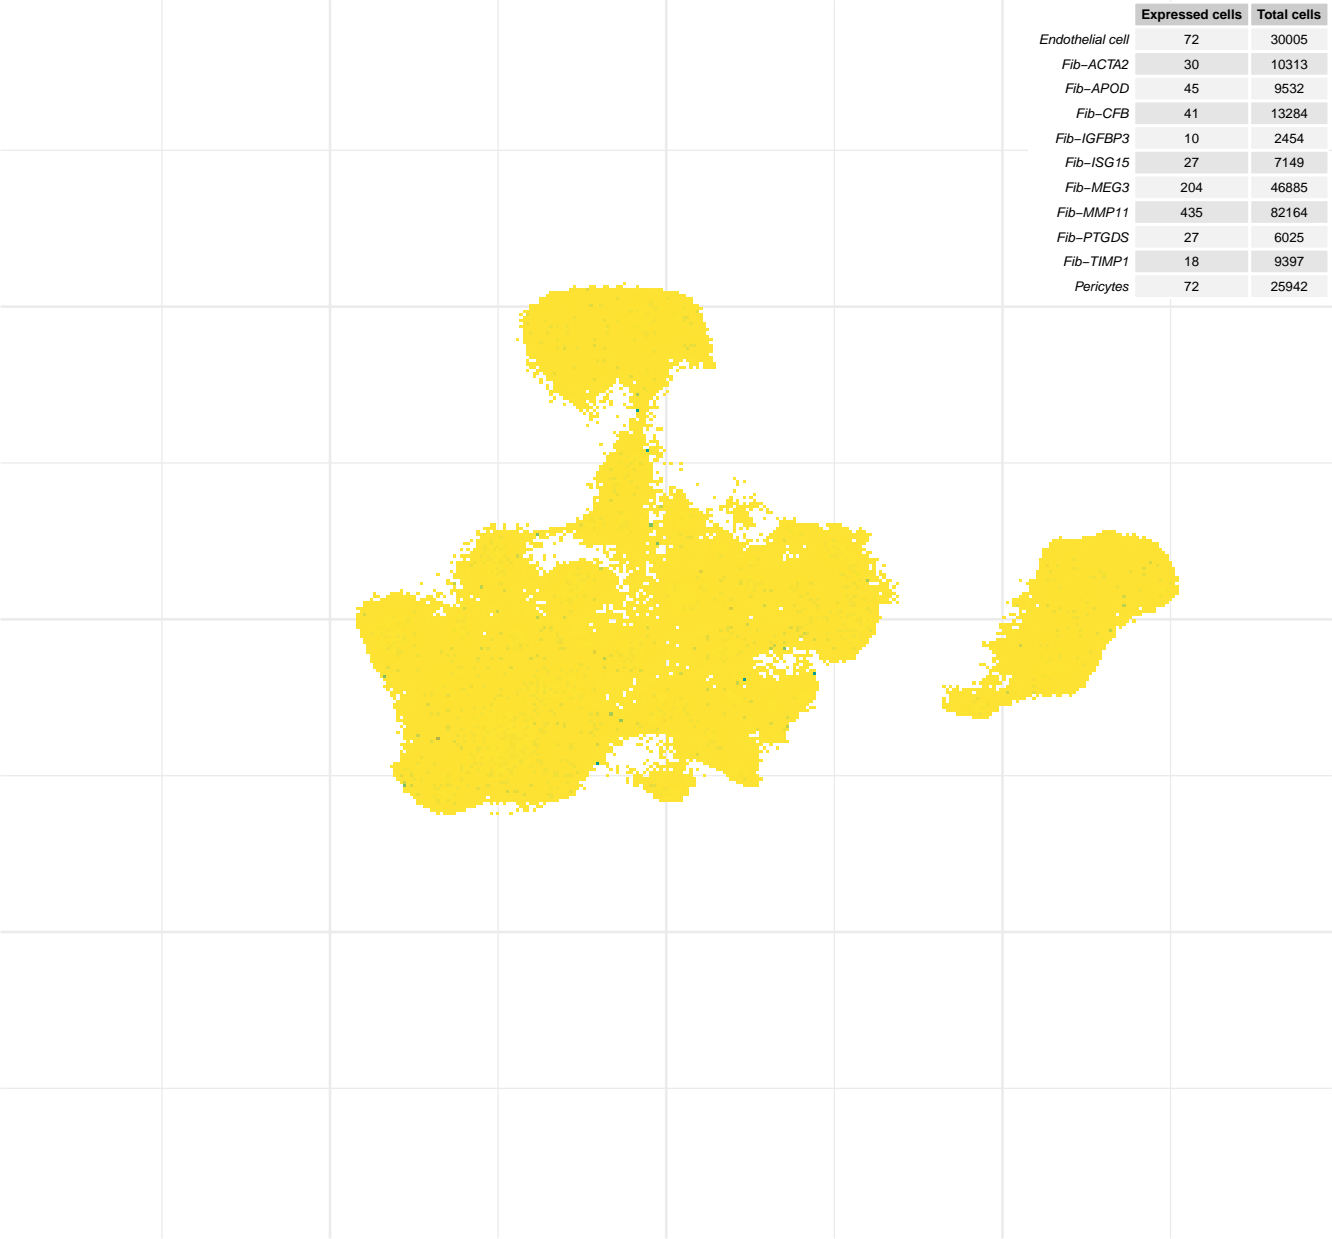 Expressed cells Total cells
Endothelial cell 72 30005
Fib−ACTA2 30 10313
Fib−APOD 45 9532
Fib−CFB 41 13284
Fib−IGFBP3 10 2454
Fib−ISG15 27 7149
Fib−MEG3 204 46885
Fib−MMP11 435 82164
Fib−PTGDS 27 6025
Fib−TIMP1 18 9397
Pericytes 72 25942